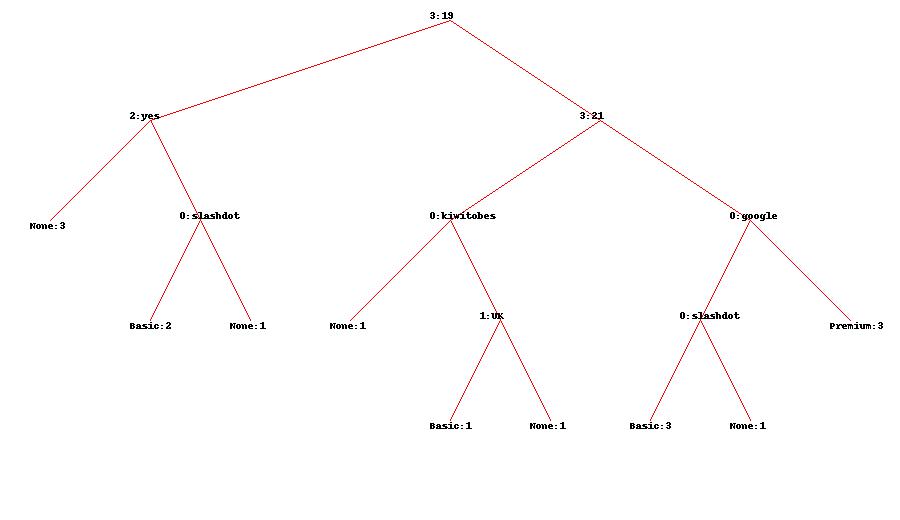 3:19
2:yes
3:21
None:3
0:slashdot
0:kiwitobes
0:google
Basic:2
None:1
None:1
1:UK
0:slashdot
Premium:3
Basic:1
None:1
Basic:3
None:1